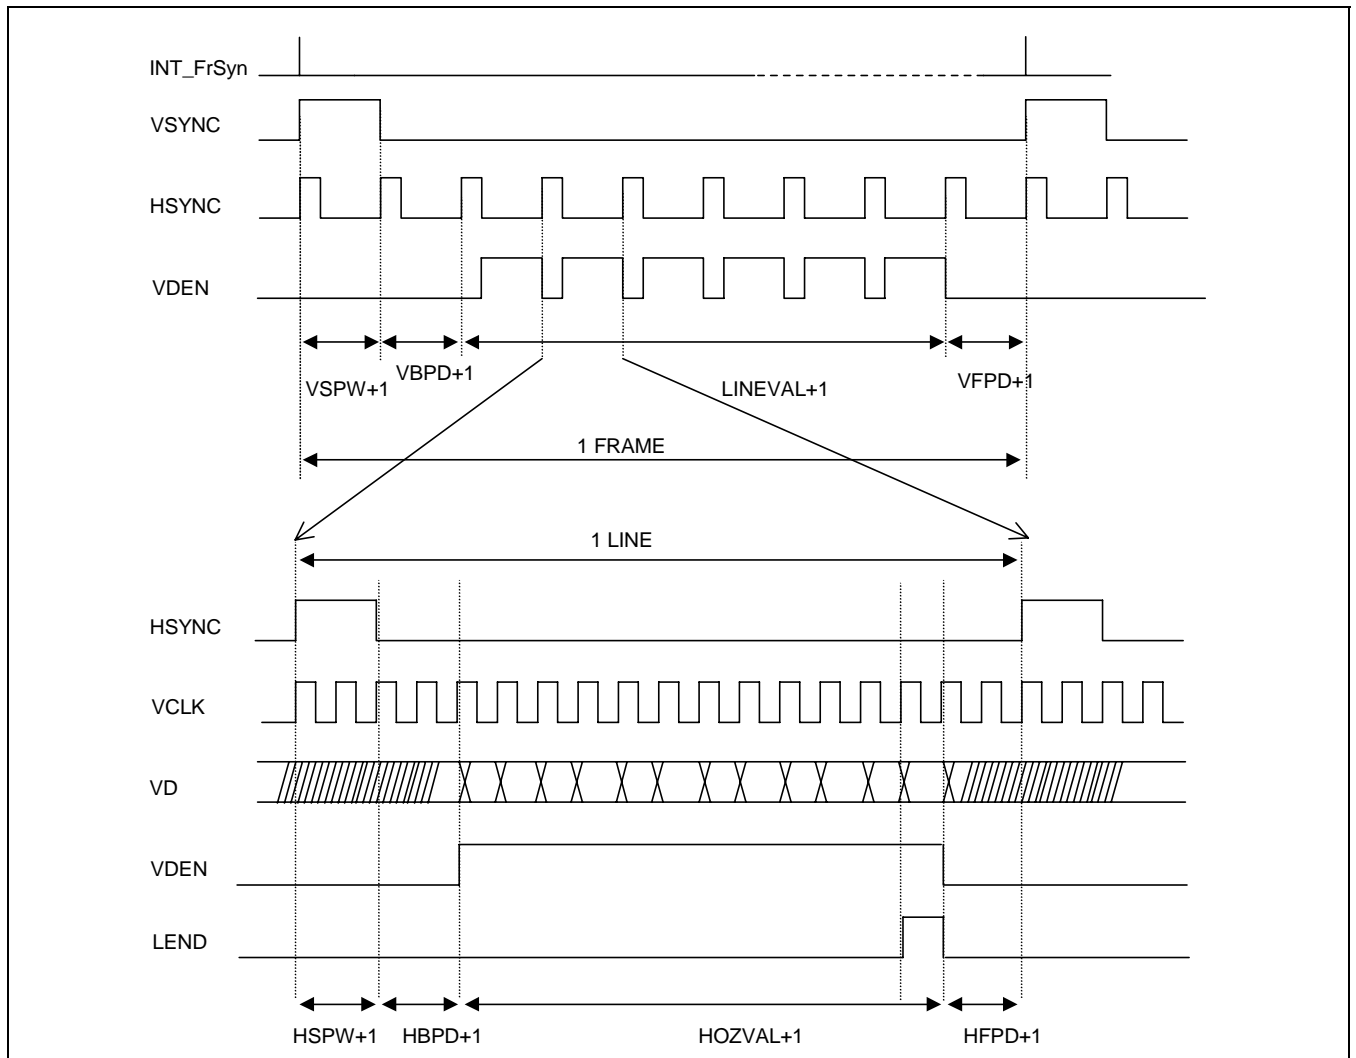 INT_FrSyn
VSYNC
HSYNC
VDEN
VSPW+1
VBPD+1
LINEVAL+1
VFPD+1
1 FRAME
1 LINE
HSYNC
VCLK
VD
VDEN
LEND
HSPW+1
HBPD+1
HOZVAL+1
HFPD+1